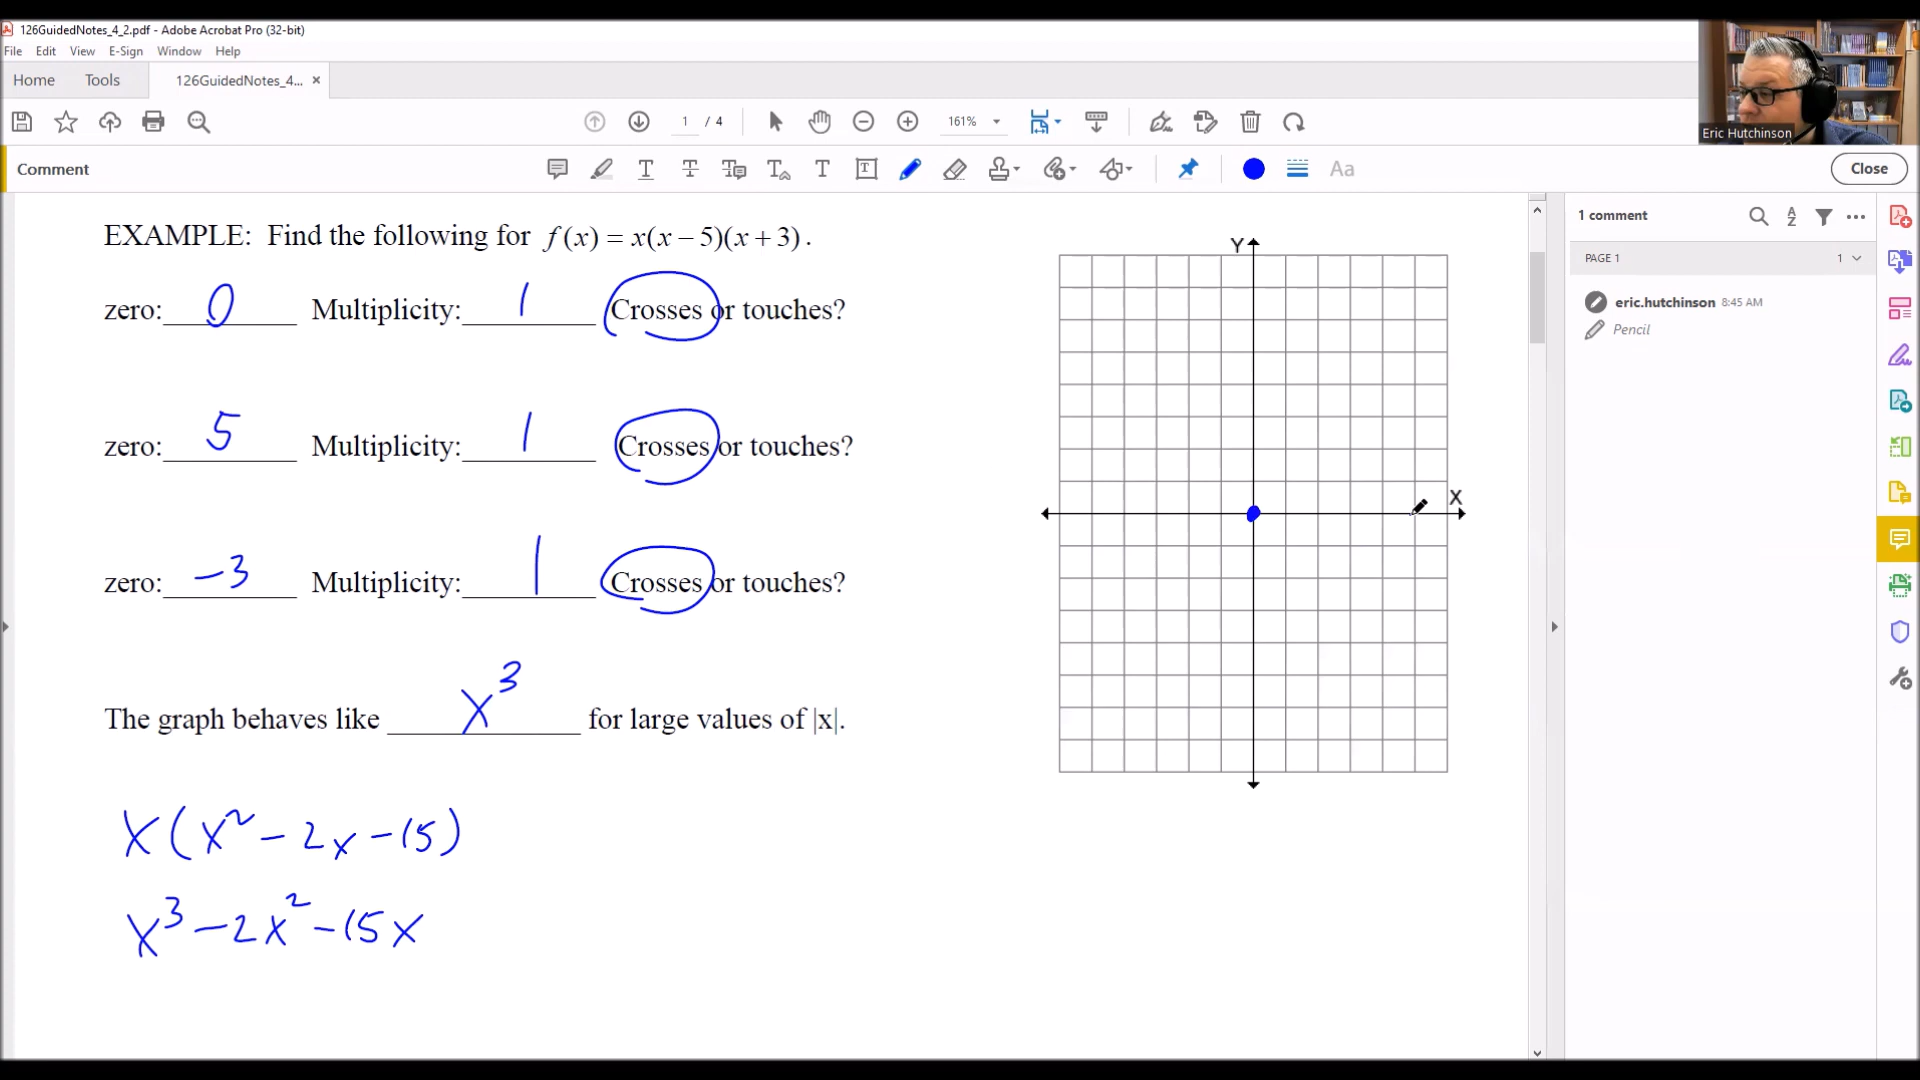 126GuidedNotes_4_2.pdf - Adobe Acrobat Pro (32-bit)
File Edit View E-Sign Window Help
Home Tools 126GuidedNotes_4... ×
1 / 4 161%
Eric Hutchinson
Comment
Aa
Close
EXAMPLE: Find the following for f(x) = x(x − 5)(x + 3).
zero: 0 Multiplicity: 1 Crosses or touches?
zero: 5 Multiplicity: 1 Crosses or touches?
zero: −3 Multiplicity: 1 Crosses or touches?
The graph behaves like x³ for large values of |x|.
x(x² − 2x − 15)
x³ − 2x² − 15x
Y
X
1 comment
PAGE 1 1
eric.hutchinson 8:45 AM
Pencil